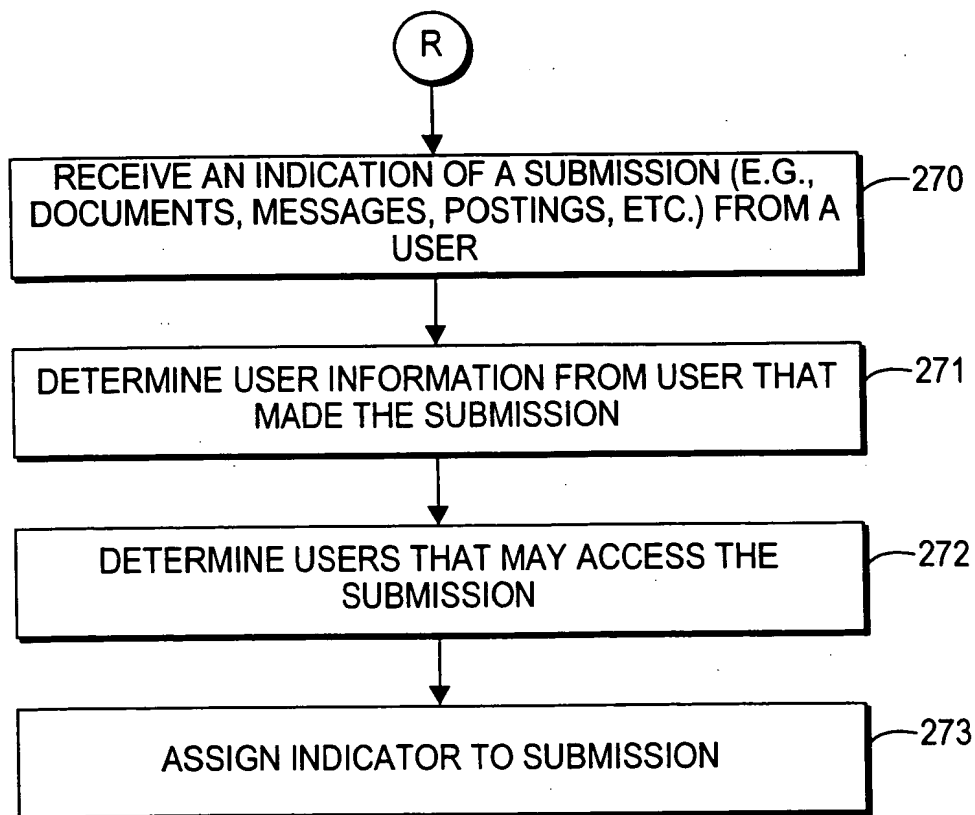 R
RECEIVE AN INDICATION OF A SUBMISSION (E.G.,
DOCUMENTS, MESSAGES, POSTINGS, ETC.) FROM A
USER
270
DETERMINE USER INFORMATION FROM USER THAT
MADE THE SUBMISSION
271
DETERMINE USERS THAT MAY ACCESS THE
SUBMISSION
272
ASSIGN INDICATOR TO SUBMISSION
273